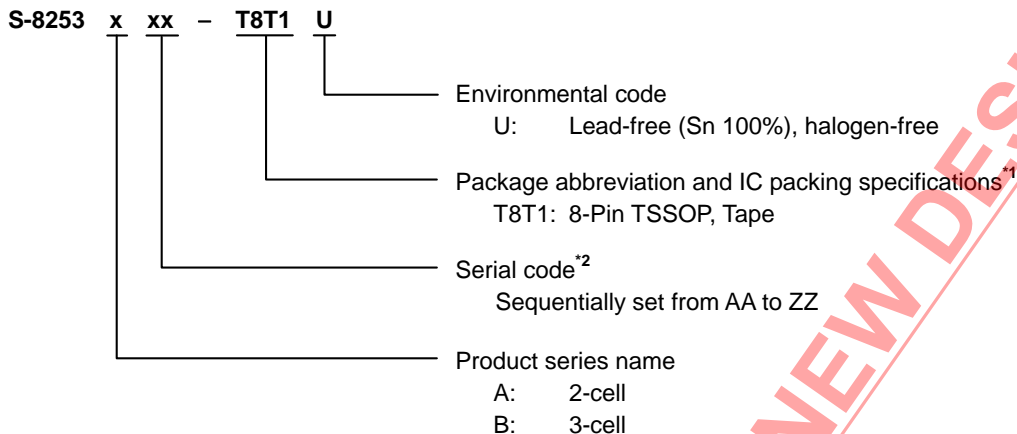 S-8253 x xx – T8T1 U
Environmental code
U: Lead-free (Sn 100%), halogen-free
Package abbreviation and IC packing specifications*1
T8T1: 8-Pin TSSOP, Tape
Serial code*2
Sequentially set from AA to ZZ
Product series name
A: 2-cell
B: 3-cell
NEW DES